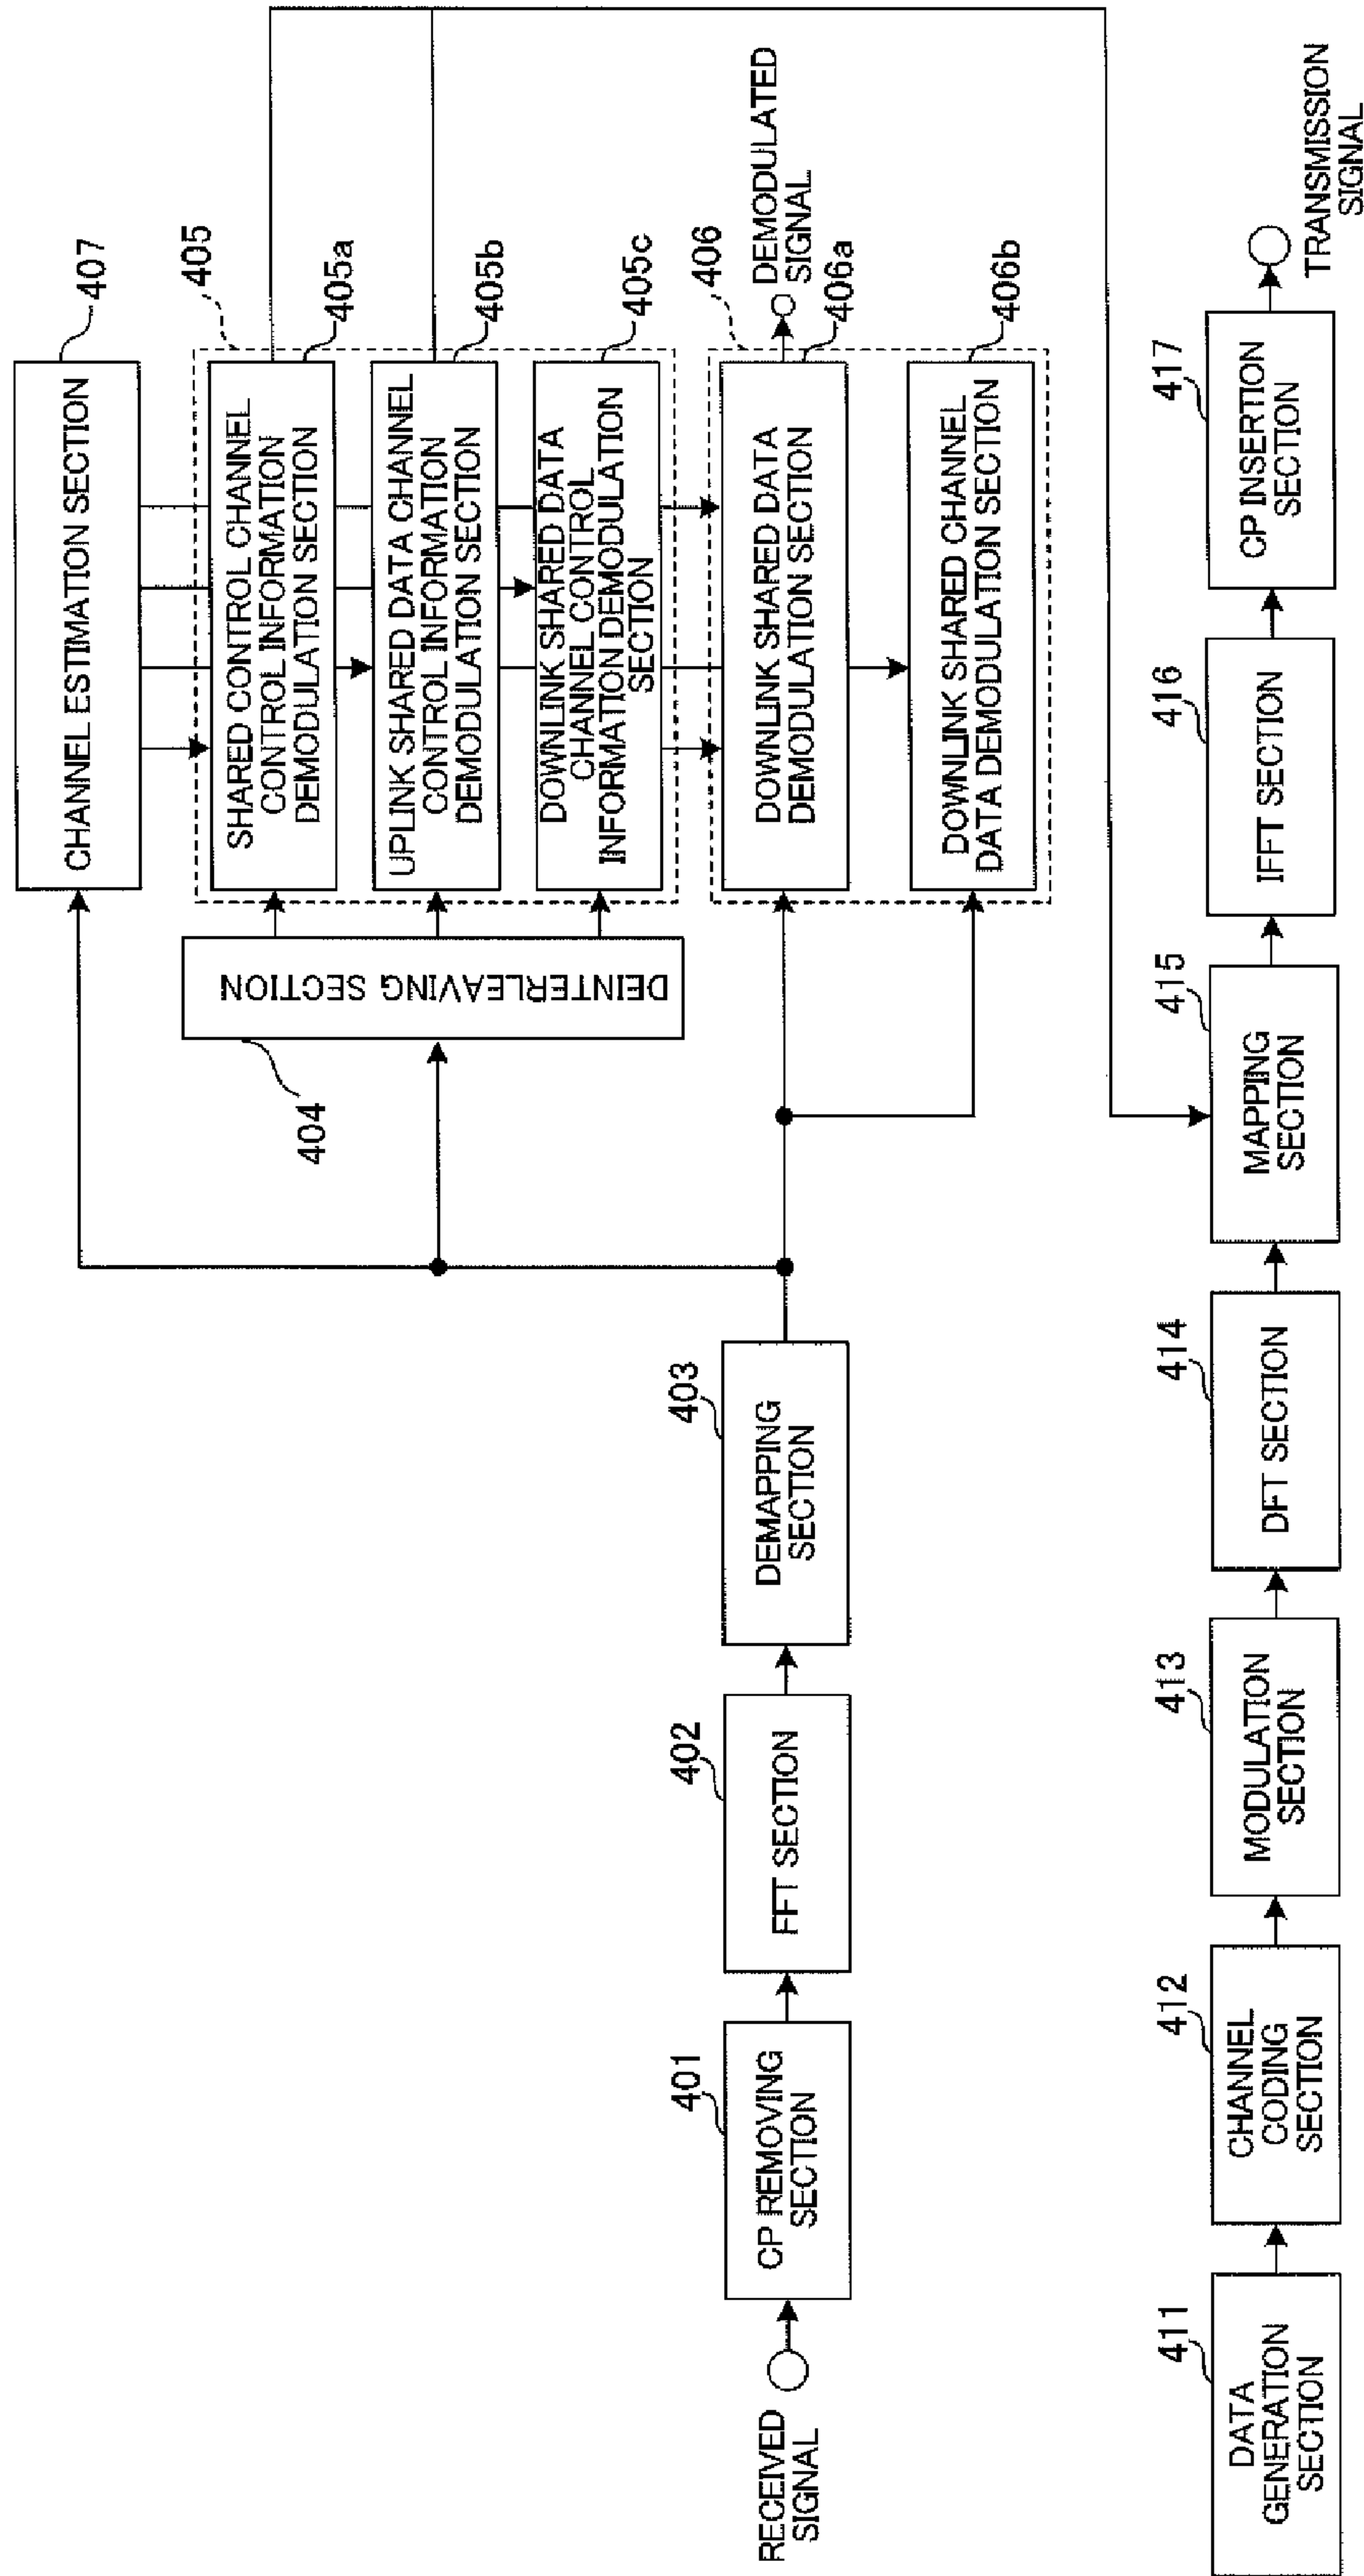 407
CHANNEL ESTIMATION SECTION
405
SHARED CONTROL CHANNEL
CONTROL INFORMATION
DEMODULATION SECTION
405a
UPLINK SHARED DATA CHANNEL
CONTROL INFORMATION
DEMODULATION SECTION
405b
DOWNLINK SHARED DATA
CHANNEL CONTROL
INFORMATION DEMODULATION
SECTION
405c
DEINTERLEAVING SECTION
404
406
DOWNLINK SHARED DATA
DEMODULATION SECTION
406a
DEMODULATED
SIGNAL
DOWNLINK SHARED CHANNEL
DATA DEMODULATION SECTION
406b
RECEIVED
SIGNAL
401
CP REMOVING
SECTION
402
FFT SECTION
403
DEMAPPING
SECTION
411
DATA
GENERATION
SECTION
412
CHANNEL
CODING
SECTION
413
MODULATION
SECTION
414
DFT SECTION
415
MAPPING
SECTION
416
IFFT SECTION
417
CP INSERTION
SECTION
TRANSMISSION
SIGNAL